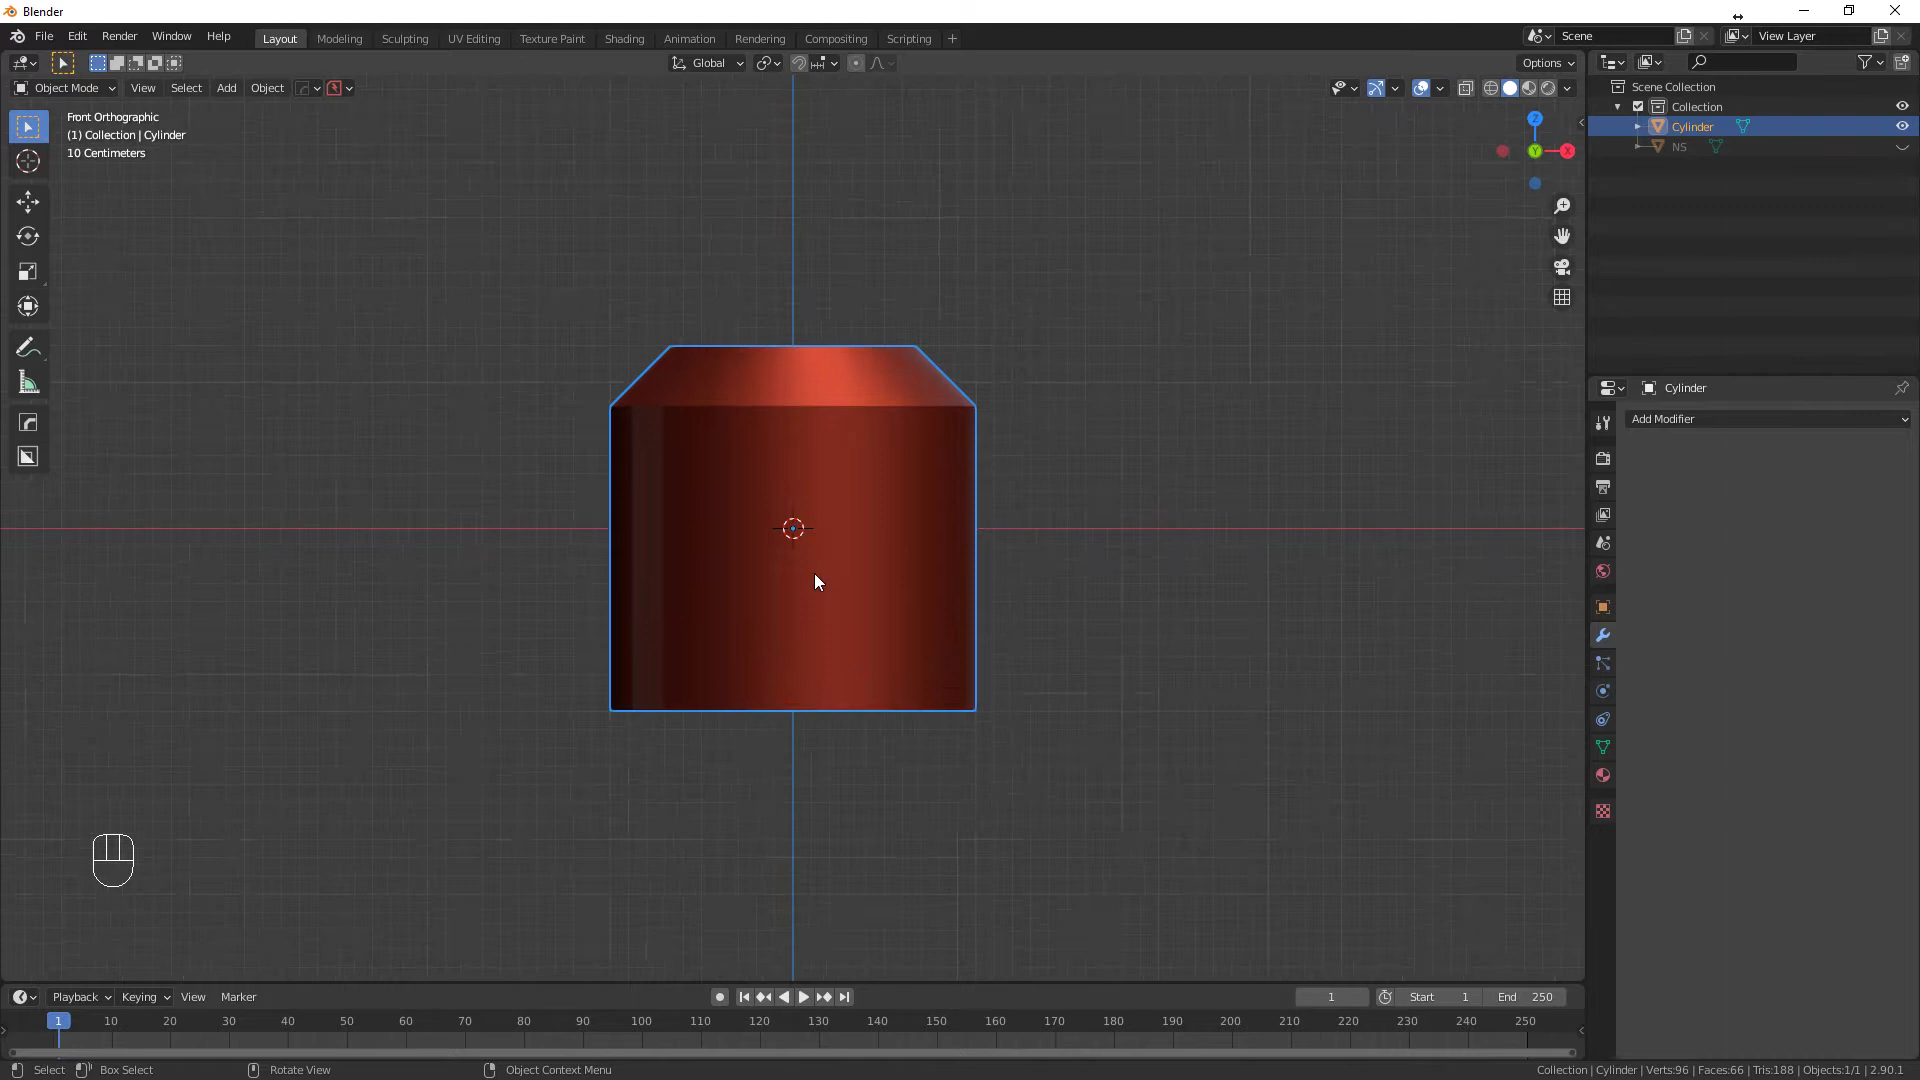 Blender
File Edit Render Window Help
Layout Modeling Sculpting UV Editing Texture Paint Shading Animation Rendering Compositing Scripting +
Scene
View Layer
Global
Options
Object Mode View Select Add Object
Front Orthographic
(1) Collection | Cylinder
10 Centimeters
Z
Y
X
Scene Collection
Collection
Cylinder
NS
Cylinder
Add Modifier
Playback Keying View Marker
1
Start 1
End 250
1 10 20 30 40 50 60 70 80 90 100 110 120 130 140 150 160 170 180 190 200 210 220 230 240 250
Select Box Select Rotate View Object Context Menu
Collection | Cylinder | Verts:96 | Faces:66 | Tris:188 | Objects:1/1 | 2.90.1